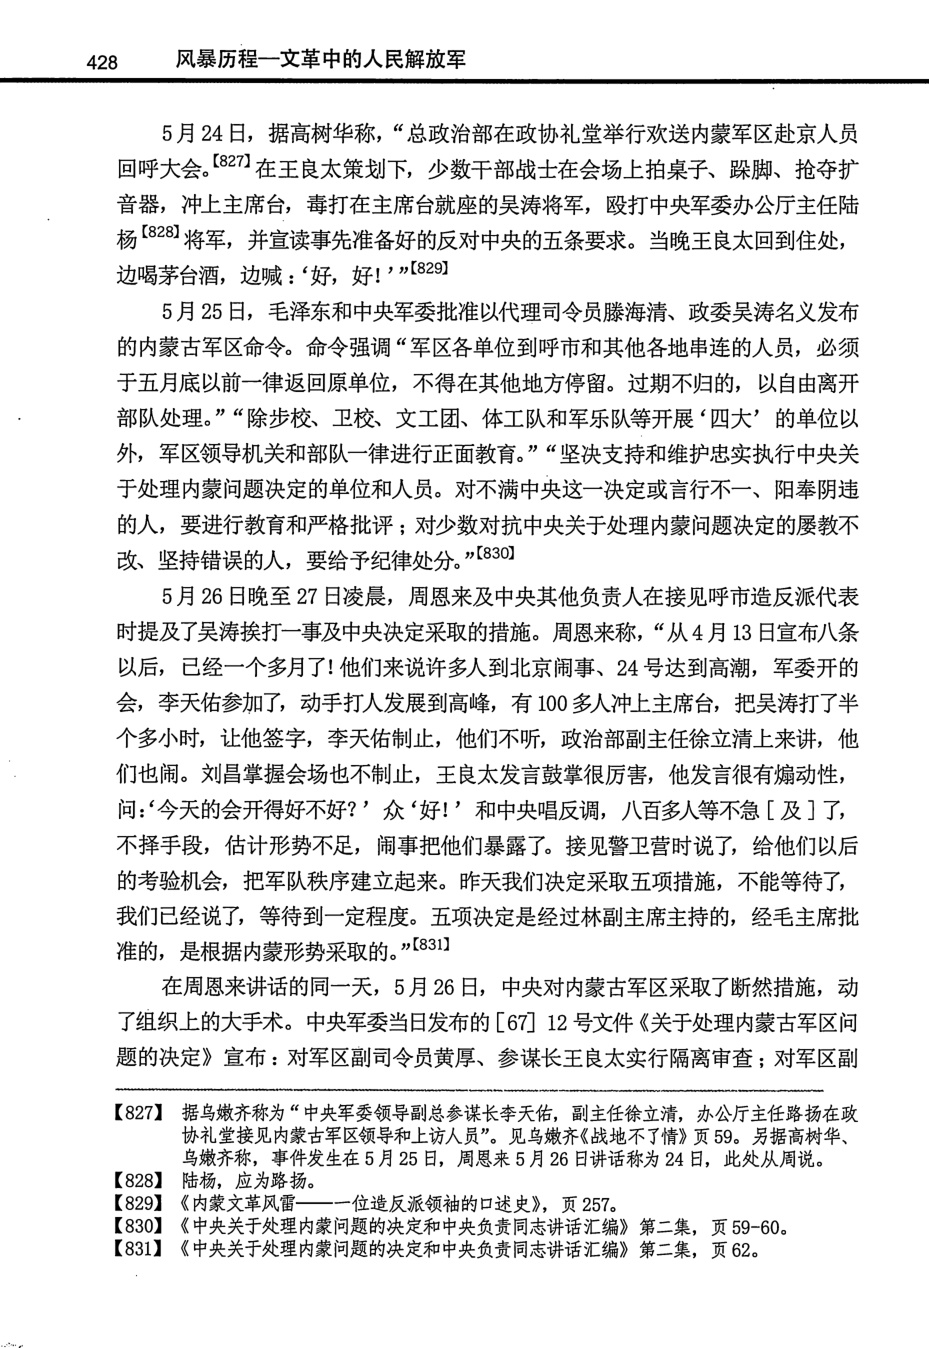 428 风暴历程—文革中的人民解放军
5月24日，据高树华称，“总政治部在政协礼堂举行欢送内蒙军区赴京人员
回呼大会。【827】在王良太策划下，少数干部战士在会场上拍桌子、跺脚、抢夺扩
音器，冲上主席台，毒打在主席台就座的吴涛将军，殴打中央军委办公厅主任陆
杨【828】将军，并宣读事先准备好的反对中央的五条要求。当晚王良太回到住处，
边喝茅台酒，边喊：‘好，好！’”【829】
5月25日，毛泽东和中央军委批准以代理司令员滕海清、政委吴涛名义发布
的内蒙古军区命令。命令强调“军区各单位到呼市和其他各地串连的人员，必须
于五月底以前一律返回原单位，不得在其他地方停留。过期不归的，以自由离开
部队处理。”“除步校、卫校、文工团、体工队和军乐队等开展‘四大’的单位以
外，军区领导机关和部队一律进行正面教育。”“坚决支持和维护忠实执行中央关
于处理内蒙问题决定的单位和人员。对不满中央这一决定或言行不一、阳奉阴违
的人，要进行教育和严格批评；对少数对抗中央关于处理内蒙问题决定的屡教不
改、坚持错误的人，要给予纪律处分。”【830】
5月26日晚至27日凌晨，周恩来及中央其他负责人在接见呼市造反派代表
时提及了吴涛挨打一事及中央决定采取的措施。周恩来称，“从4月13日宣布八条
以后，已经一个多月了！他们来说许多人到北京闹事、24号达到高潮，军委开的
会，李天佑参加了，动手打人发展到高峰，有100多人冲上主席台，把吴涛打了半
个多小时，让他签字，李天佑制止，他们不听，政治部副主任徐立清上来讲，他
们也闹。刘昌掌握会场也不制止，王良太发言鼓掌很厉害，他发言很有煽动性，
问：‘今天的会开得好不好？’众‘好！’和中央唱反调，八百多人等不急［及］了，
不择手段，估计形势不足，闹事把他们暴露了。接见警卫营时说了，给他们以后
的考验机会，把军队秩序建立起来。昨天我们决定采取五项措施，不能等待了，
我们已经说了，等待到一定程度。五项决定是经过林副主席主持的，经毛主席批
准的，是根据内蒙形势采取的。”【831】
在周恩来讲话的同一天，5月26日，中央对内蒙古军区采取了断然措施，动
了组织上的大手术。中央军委当日发布的［67］12号文件《关于处理内蒙古军区问
题的决定》宣布：对军区副司令员黄厚、参谋长王良太实行隔离审查；对军区副
【827】 据乌嫩齐称为“中央军委领导副总参谋长李天佑，副主任徐立清，办公厅主任路扬在政
协礼堂接见内蒙古军区领导和上访人员”。见乌嫩齐《战地不了情》页59。另据高树华、
乌嫩齐称，事件发生在5月25日，周恩来5月26日讲话称为24日，此处从周说。
【828】 陆杨，应为路扬。
【829】 《内蒙文革风雷——一位造反派领袖的口述史》，页257。
【830】 《中央关于处理内蒙问题的决定和中央负责同志讲话汇编》第二集，页59-60。
【831】 《中央关于处理内蒙问题的决定和中央负责同志讲话汇编》第二集，页62。